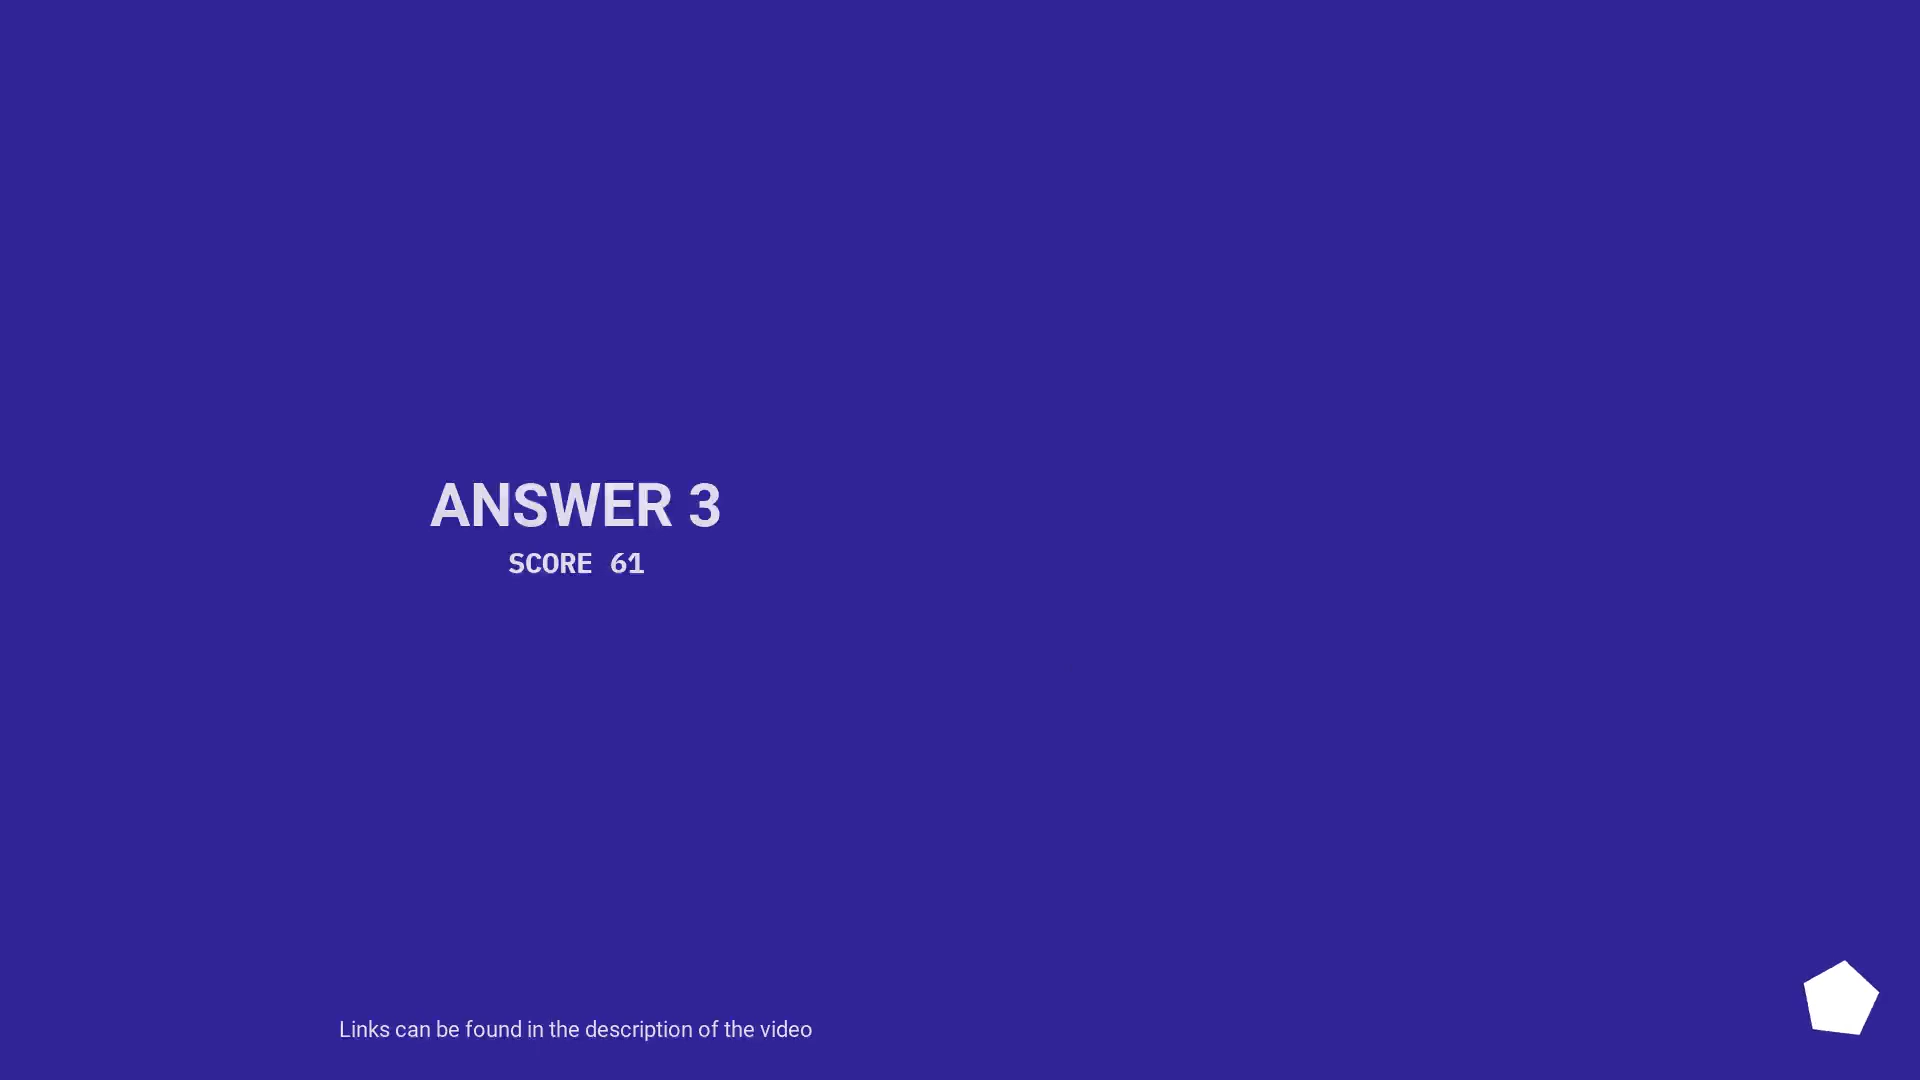 ANSWER 3
SCORE 61
Links can be found in the description of the video